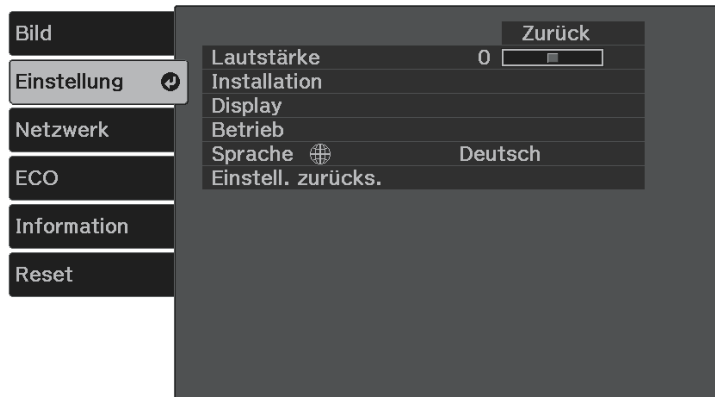 Bild
Einstellung
Netzwerk
ECO
Information
Reset
Zurück
Lautstärke 0
Installation
Display
Betrieb
Sprache Deutsch
Einstell. zurücks.